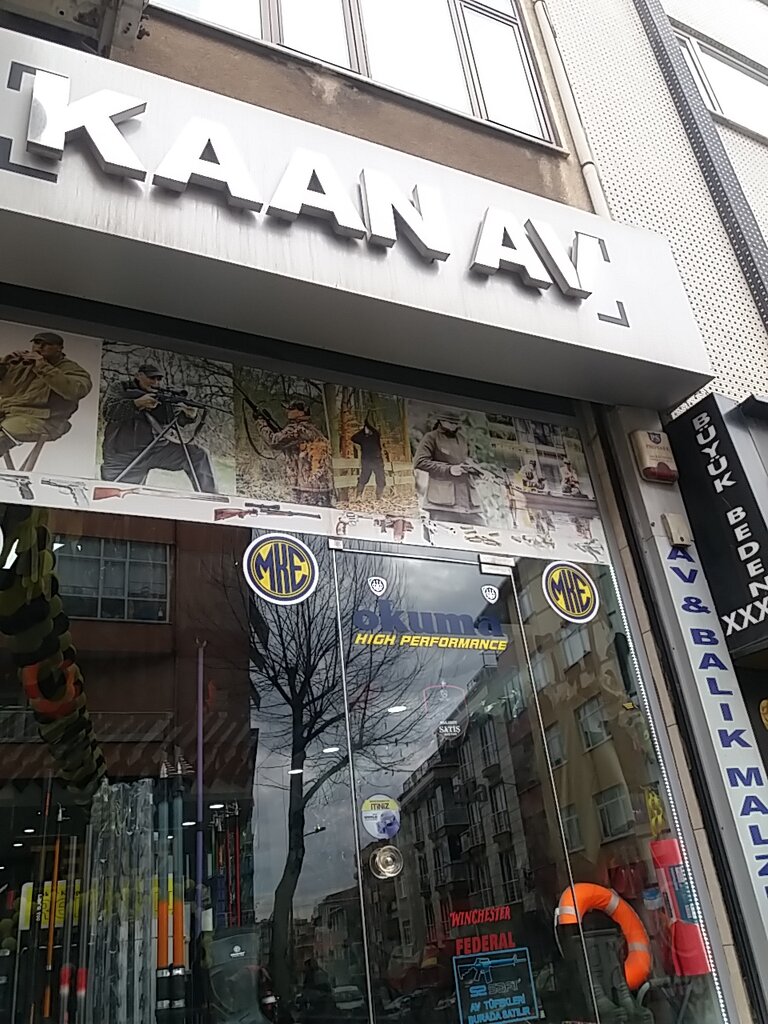 KAAN AV
MKE
MKE
okuma
HIGH PERFORMANCE
SATIŞ
WINCHESTER
FEDERAL
AV TÜFEKLERİ
BURADA SATILIR
AV & BALIK MALZ
BÜYÜK BEDEN
XXX